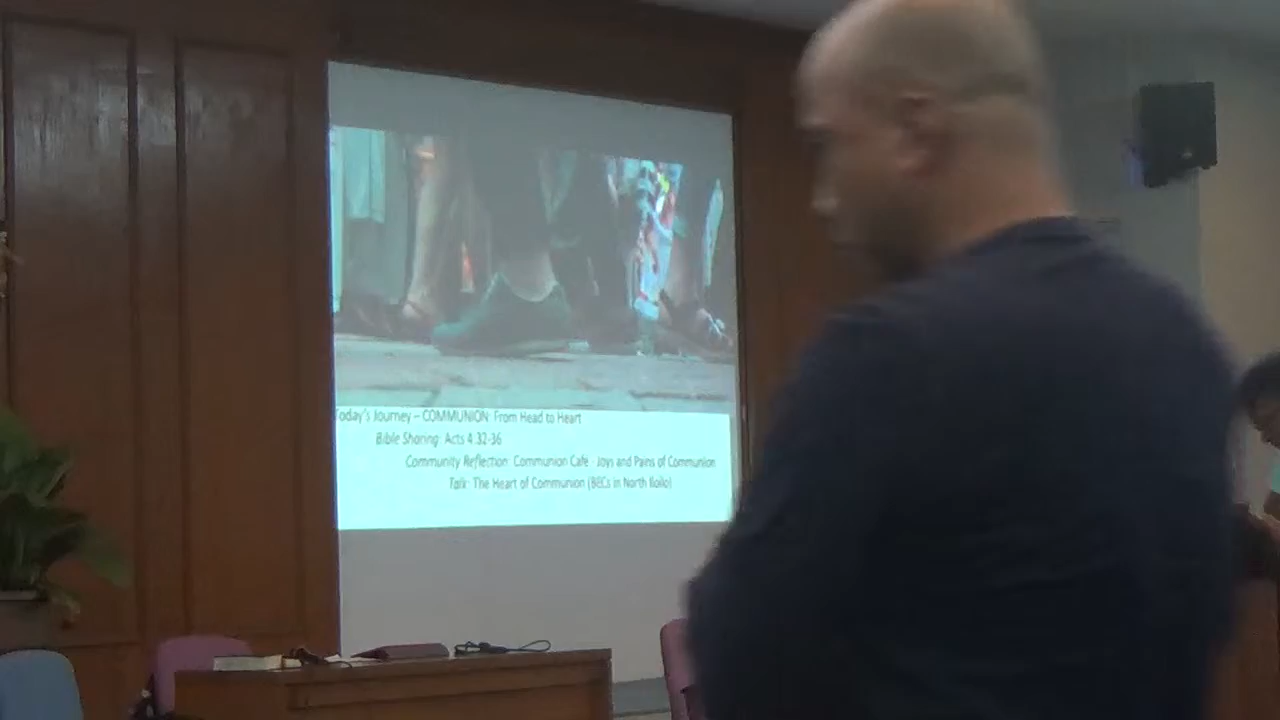 Today's Journey – COMMUNION: From Head to Heart
Bible Sharing: Acts 4:32-36
Community Reflection: Communion Café - Joys and Pains of Communion
Talk: The Heart of Communion (BECs in North Iloilo)